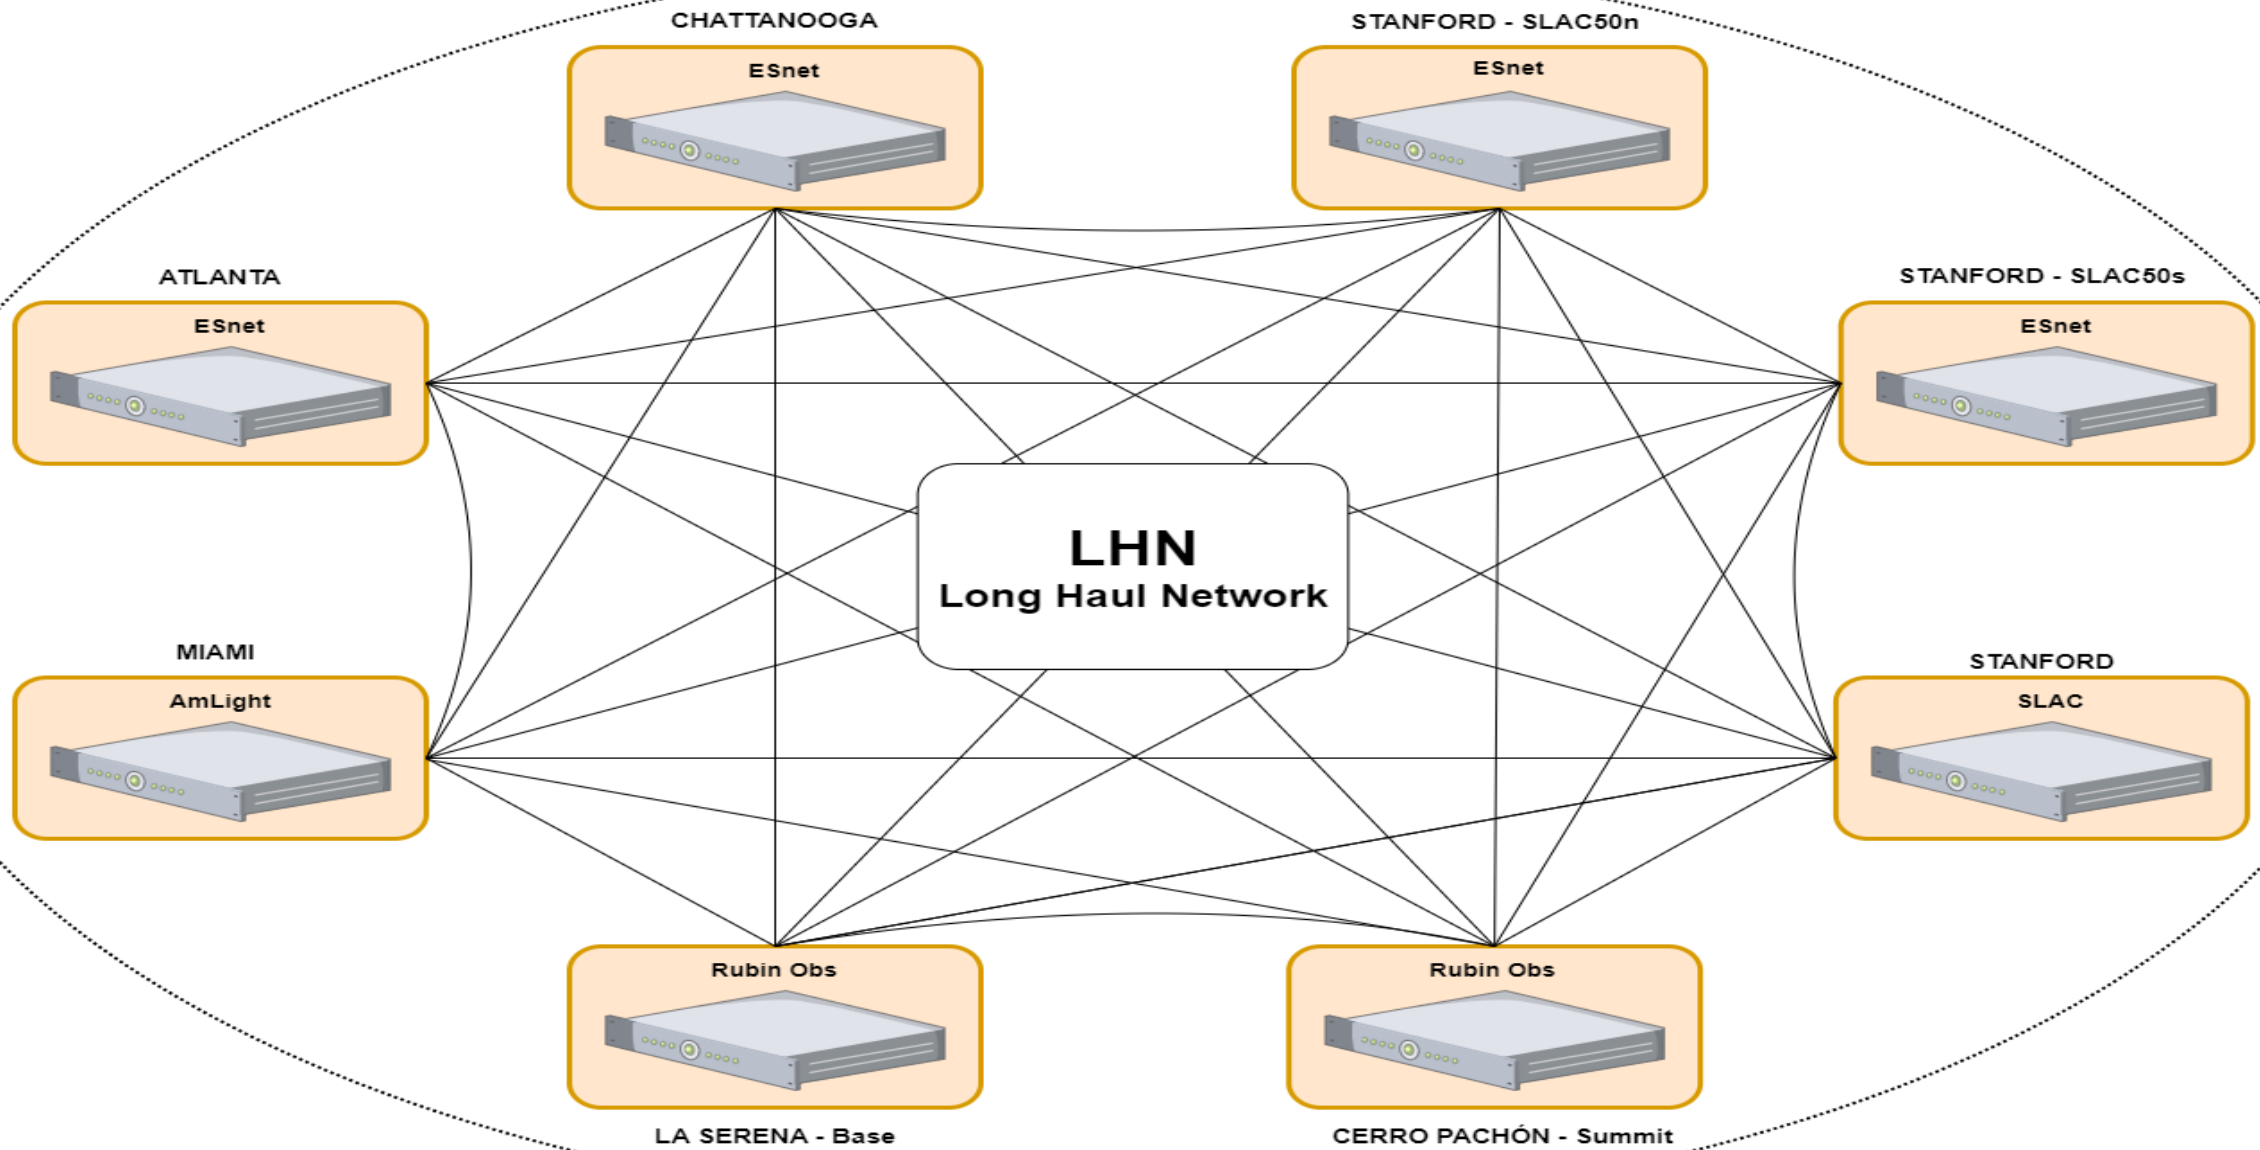 CHATTANOOGA
ESnet
STANFORD - SLAC50n
ESnet
ATLANTA
ESnet
STANFORD - SLAC50s
ESnet
LHN
Long Haul Network
MIAMI
AmLight
STANFORD
SLAC
Rubin Obs
LA SERENA - Base
Rubin Obs
CERRO PACHÓN - Summit